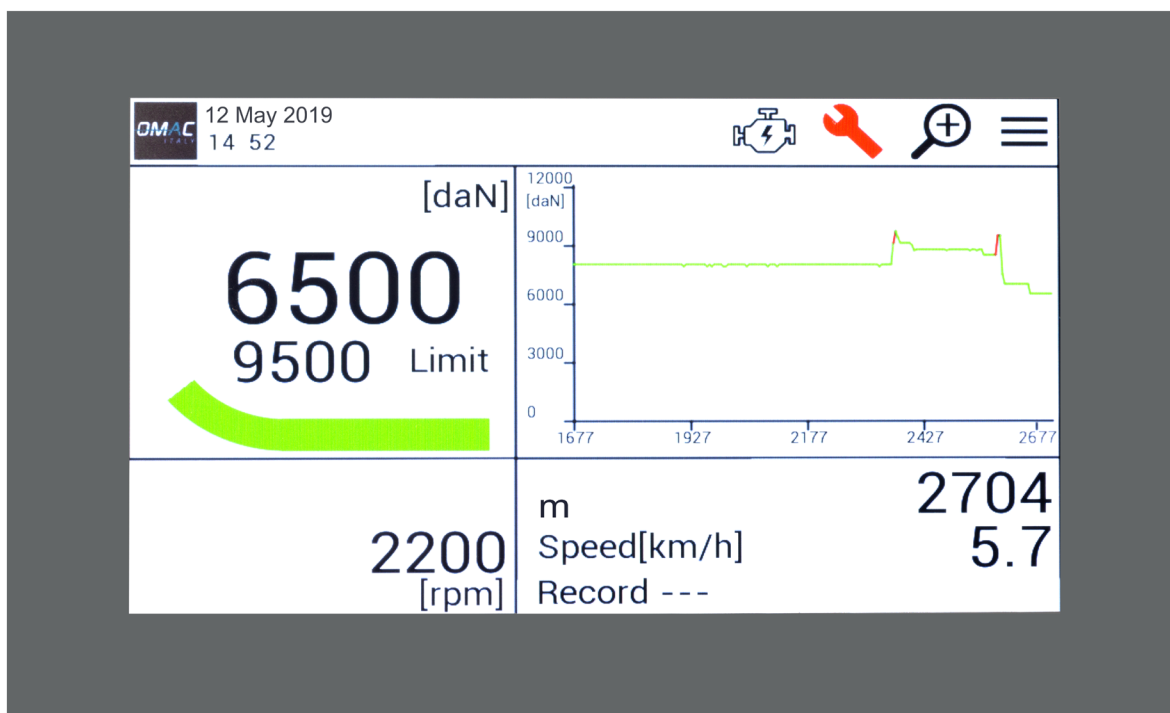 OMAC
ITALY
12 May 2019
14 52
[daN]
6500
9500 Limit
12000
[daN]
9000
6000
3000
0
1677 1927 2177 2427 2677
2200
[rpm]
m 2704
Speed[km/h] 5.7
Record ---